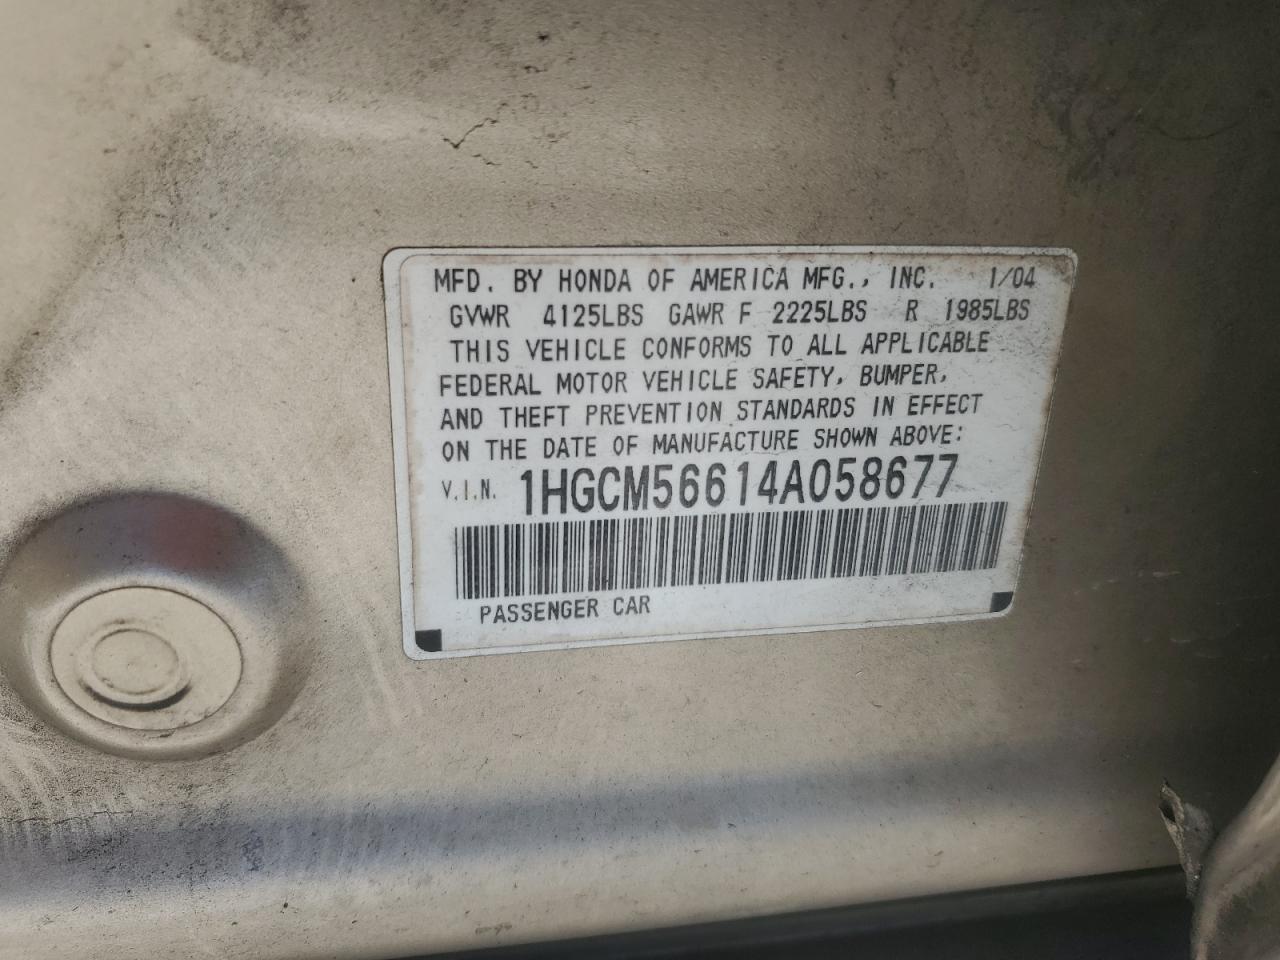 MFD. BY HONDA OF AMERICA MFG., INC. 1/04
GVWR 4125LBS GAWR F 2225LBS R 1985LBS
THIS VEHICLE CONFORMS TO ALL APPLICABLE
FEDERAL MOTOR VEHICLE SAFETY, BUMPER,
AND THEFT PREVENTION STANDARDS IN EFFECT
ON THE DATE OF MANUFACTURE SHOWN ABOVE:
V.I.N. 1HGCM56614A058677
PASSENGER CAR